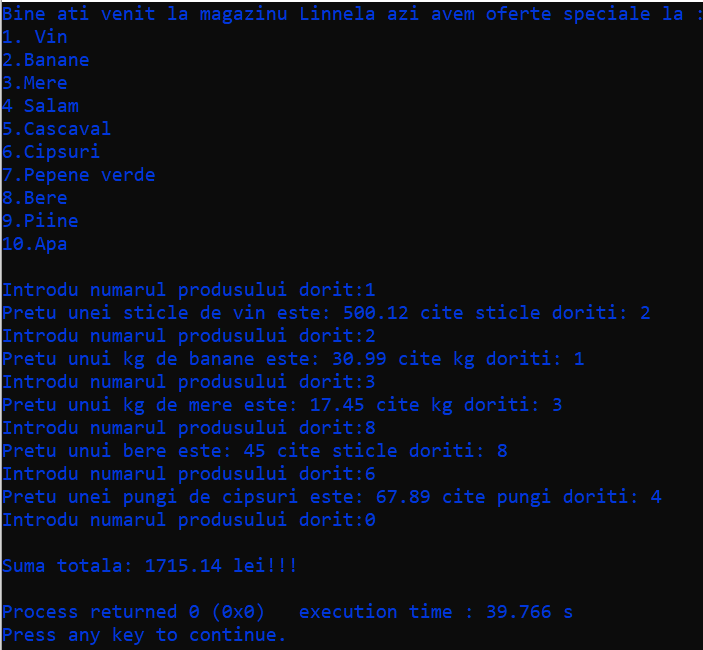 Bine ati venit la magazinu Linnela azi avem oferte speciale la :
1. Vin
2.Banane
3.Mere
4 Salam
5.Cascaval
6.Cipsuri
7.Pepene verde
8.Bere
9.Piine
10.Apa
Introdu numarul produsului dorit:1
Pretu unei sticle de vin este: 500.12 cite sticle doriti: 2
Introdu numarul produsului dorit:2
Pretu unui kg de banane este: 30.99 cite kg doriti: 1
Introdu numarul produsului dorit:3
Pretu unui kg de mere este: 17.45 cite kg doriti: 3
Introdu numarul produsului dorit:8
Pretu unui bere este: 45 cite sticle doriti: 8
Introdu numarul produsului dorit:6
Pretu unei pungi de cipsuri este: 67.89 cite pungi doriti: 4
Introdu numarul produsului dorit:0
Suma totala: 1715.14 lei!!!
Process returned 0 (0x0)   execution time : 39.766 s
Press any key to continue.